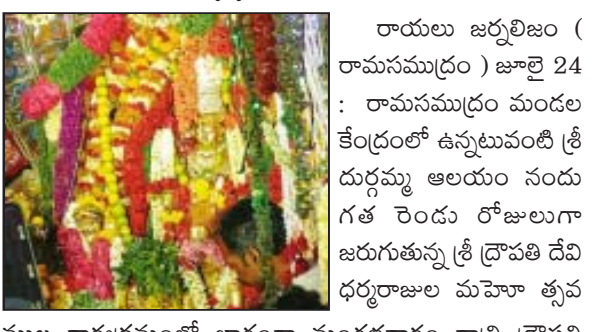 రాయలు జర్నలిజం (
రామసముద్రం ) జూలై 24
: రామసముద్రం మండల
కేంద్రంలో ఉన్నటువంటి శ్రీ
దుర్గమ్మ ఆలయం నందు
గత రెండు రోజులుగా
జరుగుతున్న శ్రీ ద్రౌపతి దేవి
ధర్మరాజుల మహెూ త్సవ